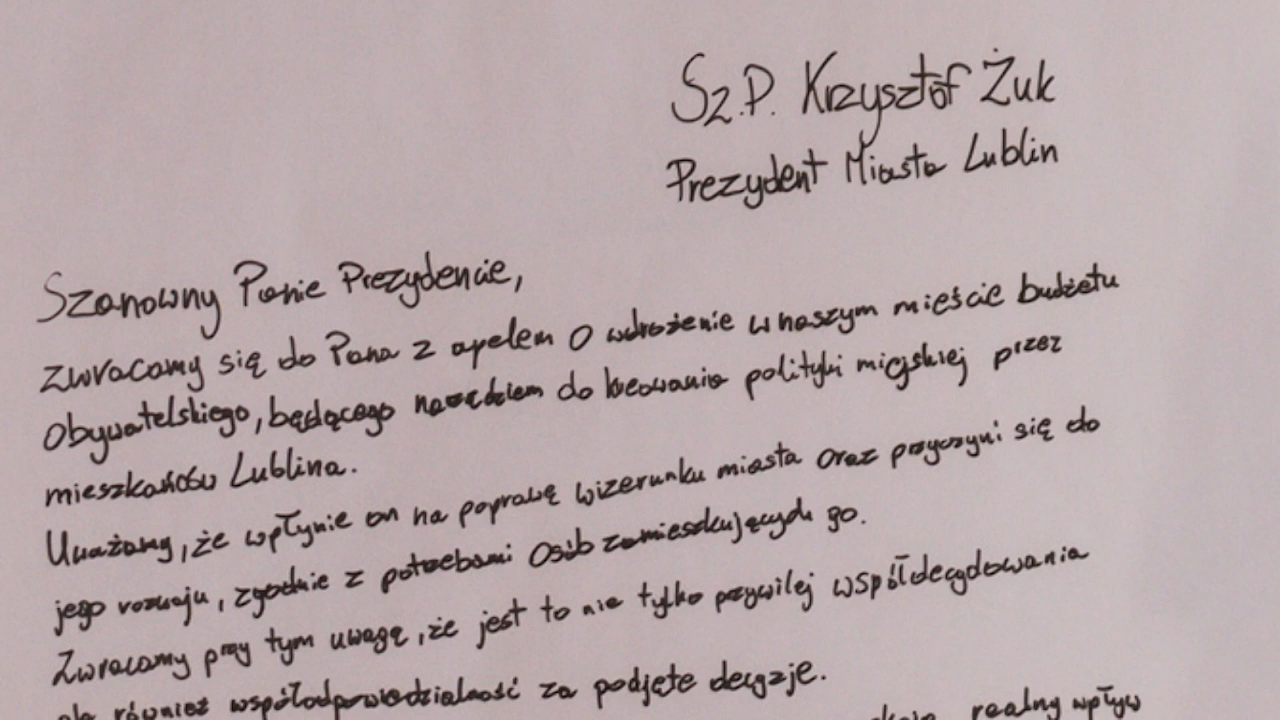 Sz.P. Krzysztof Żuk
Prezydent Miasta Lublin
Szanowny Panie Prezydencie,
zwracamy się do Pana z apelem o wdrożenie w naszym mieście budżetu
obywatelskiego, będącego narzędziem do kreowania polityki miejskiej przez
mieszkańców Lublina.
Uważamy, że wpłynie on na poprawę wizerunku miasta oraz przyczyni się do
jego rozwoju, zgodnie z potrzebami osób zamieszkujących go.
Zwracamy przy tym uwagę, że jest to nie tylko przywilej współdecydowania
ale również współodpowiedzialność za podjęte decyzje.
realny wpływ